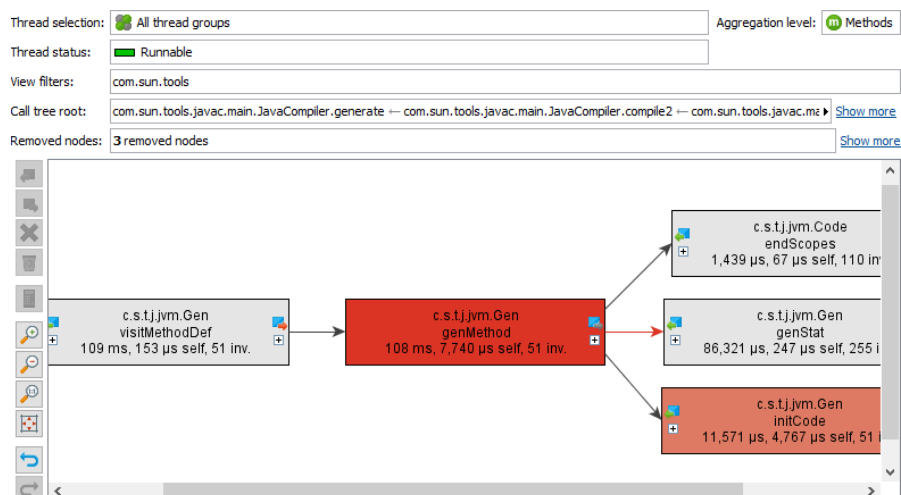 Thread selection: All thread groups Aggregation level: m Methods
Thread status: Runnable
View filters: com.sun.tools
Call tree root: com.sun.tools.javac.main.JavaCompiler.generate ← com.sun.tools.javac.main.JavaCompiler.compile2 ← com.sun.tools.javac.ma Show more
Removed nodes: 3 removed nodes Show more
c.s.t.j.jvm.Code
endScopes
1,439 µs, 67 µs self, 110 in
c.s.t.j.jvm.Gen
visitMethodDef
109 ms, 153 µs self, 51 inv.
c.s.t.j.jvm.Gen
genMethod
108 ms, 7,740 µs self, 51 inv.
c.s.t.j.jvm.Gen
genStat
86,321 µs, 247 µs self, 255 i
c.s.t.j.jvm.Gen
initCode
11,571 µs, 4,767 µs self, 51 i